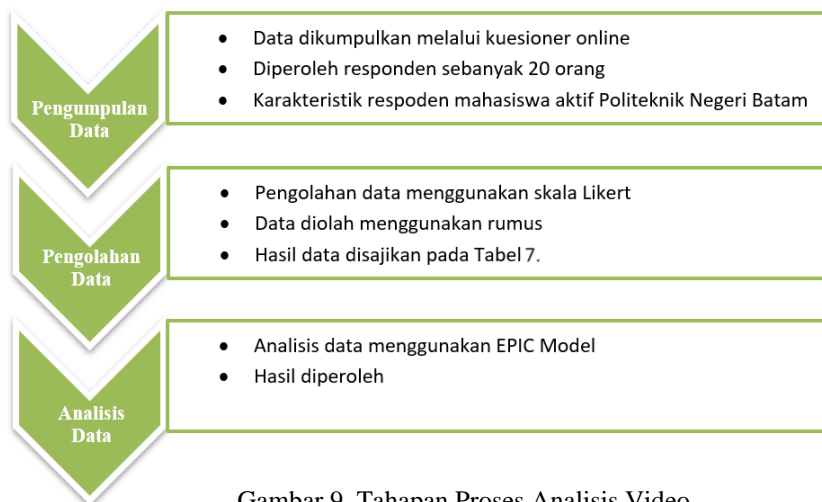 Pengumpulan
Data
• Data dikumpulkan melalui kuesioner online
• Diperoleh responden sebanyak 20 orang
• Karakteristik respoden mahasiswa aktif Politeknik Negeri Batam
Pengolahan
Data
• Pengolahan data menggunakan skala Likert
• Data diolah menggunakan rumus
• Hasil data disajikan pada Tabel 7.
Analisis
Data
• Analisis data menggunakan EPIC Model
• Hasil diperoleh
Gambar 9. Tahapan Proses Analisis Video